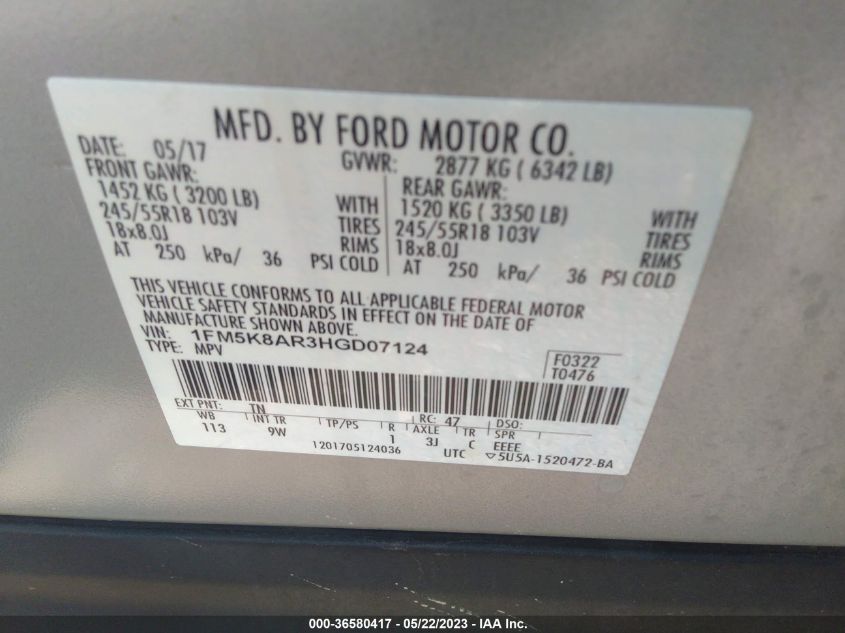 MFD. BY FORD MOTOR CO.
DATE: 05/17 GVWR: 2877 KG ( 6342 LB)
FRONT GAWR: REAR GAWR:
1452 KG ( 3200 LB) WITH 1520 KG ( 3350 LB) WITH
245/55R18 103V TIRES 245/55R18 103V TIRES
18x8.0J RIMS 18x8.0J RIMS
AT 250 kPa/ 36 PSI COLD AT 250 kPa/ 36 PSI COLD
THIS VEHICLE CONFORMS TO ALL APPLICABLE FEDERAL MOTOR
VEHICLE SAFETY STANDARDS IN EFFECT ON THE DATE OF
MANUFACTURE SHOWN ABOVE.
VIN: 1FM5K8AR3HGD07124
TYPE: MPV
F0322
T0476
EXT PNT: TN RC: 47 DSO:
WB INT TR TP/PS R AXLE TR SPR
113 9W 1 3J C EEEE
1201705124036 UTC ▽5U5A-1520472-BA
000-36580417 — 05/22/2023 — IAA Inc.